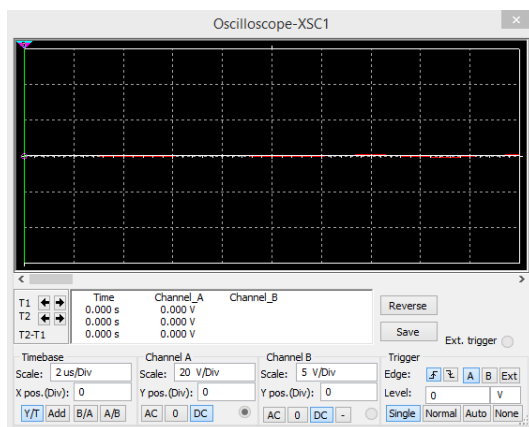 Oscilloscope-XSC1
Time Channel_A Channel_B
T1 0.000 s 0.000 V
T2 0.000 s 0.000 V
T2-T1 0.000 s 0.000 V
Reverse
Save
Ext. trigger
Timebase
Scale: 2 us/Div
X pos.(Div): 0
Y/T Add B/A A/B
Channel A
Scale: 20 V/Div
Y pos.(Div): 0
AC 0 DC
Channel B
Scale: 5 V/Div
Y pos.(Div): 0
AC 0 DC -
Trigger
Edge: A B Ext
Level: 0 V
Single Normal Auto None